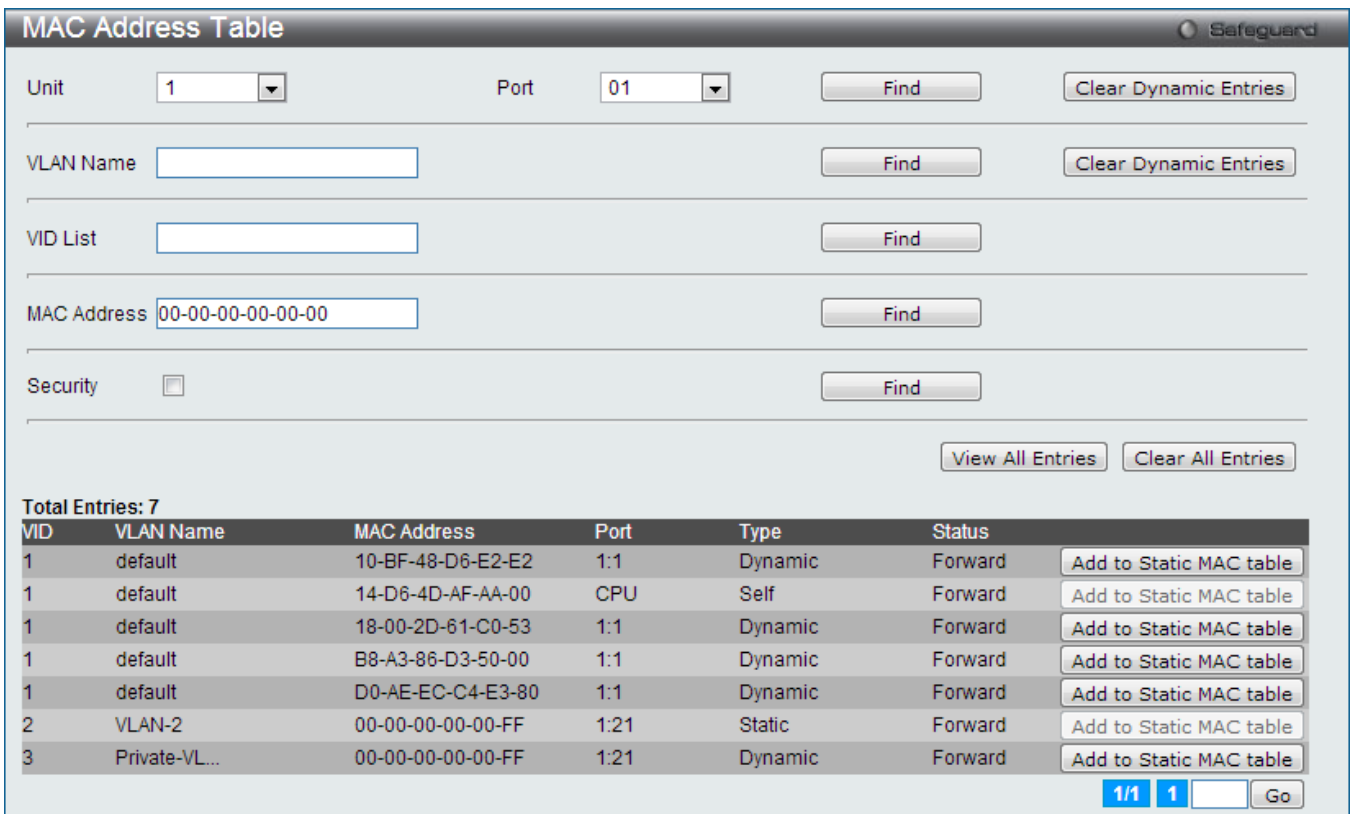 MAC Address Table Safeguard
Unit 1 Port 01 Find Clear Dynamic Entries
VLAN Name Find Clear Dynamic Entries
VID List Find
MAC Address 00-00-00-00-00-00 Find
Security Find
View All Entries Clear All Entries
Total Entries: 7
VID VLAN Name MAC Address Port Type Status
1 default 10-BF-48-D6-E2-E2 1:1 Dynamic Forward Add to Static MAC table
1 default 14-D6-4D-AF-AA-00 CPU Self Forward Add to Static MAC table
1 default 18-00-2D-61-C0-53 1:1 Dynamic Forward Add to Static MAC table
1 default B8-A3-86-D3-50-00 1:1 Dynamic Forward Add to Static MAC table
1 default D0-AE-EC-C4-E3-80 1:1 Dynamic Forward Add to Static MAC table
2 VLAN-2 00-00-00-00-00-FF 1:21 Static Forward Add to Static MAC table
3 Private-VL... 00-00-00-00-00-FF 1:21 Dynamic Forward Add to Static MAC table
1/1 1 Go